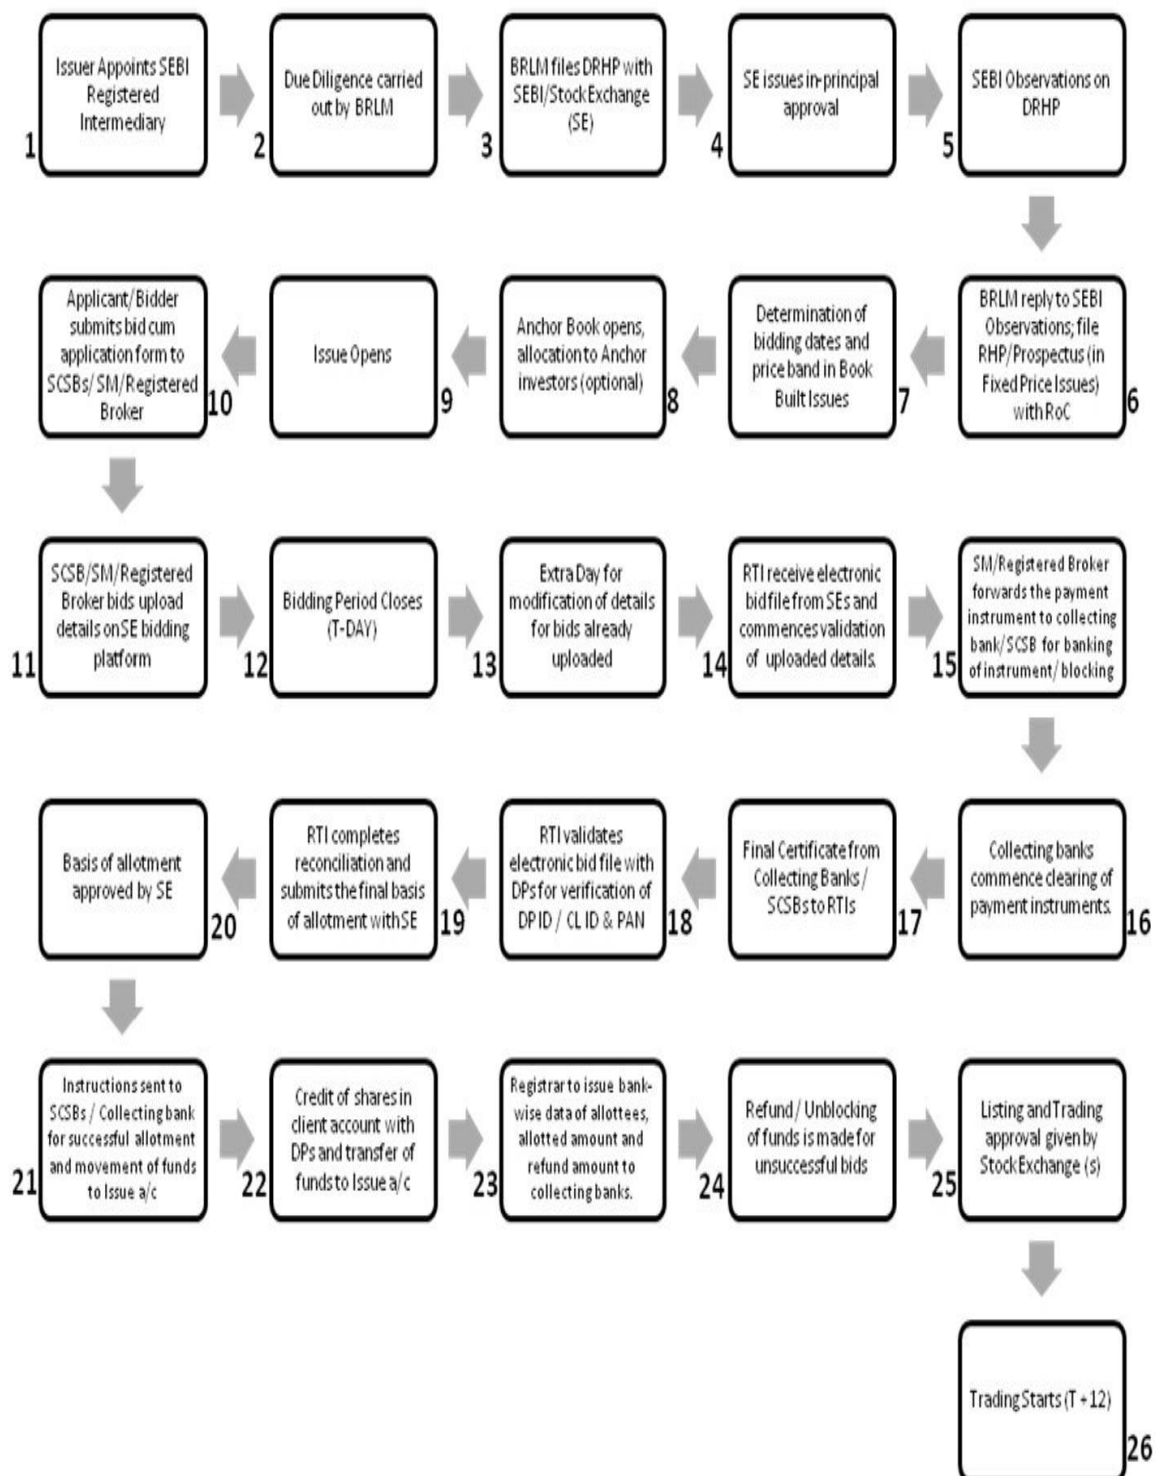 Issuer Appoints SEBI
Registered
Intermediary
1
Due Diligence carried
out by BRLM
2
BRLM files DRHP with
SEBI/Stock Exchange
(SE)
3
SE issues in-principal
approval
4
SEBI Observations on
DRHP
5
BRLM reply to SEBI
Observations; file
RHP/Prospectus (in
Fixed Price Issues)
with RoC
6
Determination of
bidding dates and
price band in Book
Built Issues
7
Anchor Book opens,
allocation to Anchor
investors (optional)
8
Issue Opens
9
Applicant/Bidder
submits bid cum
application form to
SCSBs/ SM/Registered
Broker
10
SCSB/SM/Registered
Broker bids upload
details on SE bidding
platform
11
Bidding Period Closes
(T-DAY)
12
Extra Day for
modification of details
for bids already
uploaded
13
RTI receive electronic
bid file from SEs and
commences validation
of uploaded details.
14
SM/Registered Broker
forwards the payment
instrument to collecting
bank/SCSB for banking
of instrument/ blocking
15
Collecting banks
commence clearing of
payment instruments.
16
Final Certificate from
Collecting Banks /
SCSBs to RTIs
17
RTI validates
electronic bid file with
DPs for verification of
DP ID / CL ID & PAN
18
RTI completes
reconciliation and
submits the final basis
of allotment with SE
19
Basis of allotment
approved by SE
20
Instructions sent to
SCSBs / Collecting bank
for successful allotment
and movement of funds
to Issue a/c
21
Credit of shares in
client account with
DPs and transfer of
funds to Issue a/c
22
Registrar to issue bank-
wise data of allottees,
allotted amount and
refund amount to
collecting banks.
23
Refund / Unblocking
of funds is made for
unsuccessful bids
24
Listing and Trading
approval given by
Stock Exchange (s)
25
Trading Starts (T + 12)
26